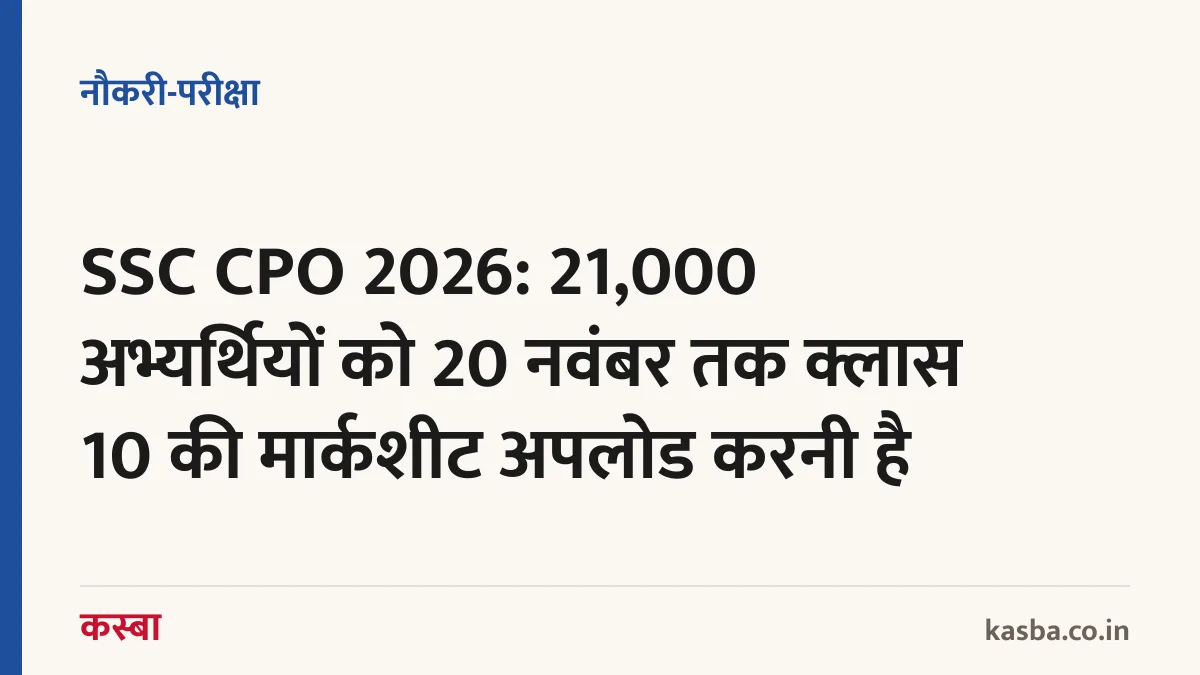 नौकरी-परीक्षा
SSC CPO 2026: 21,000
अभ्यर्थियों को 20 नवंबर तक क्लास
10 की मार्कशीट अपलोड करनी है
कस्बा
kasba.co.in